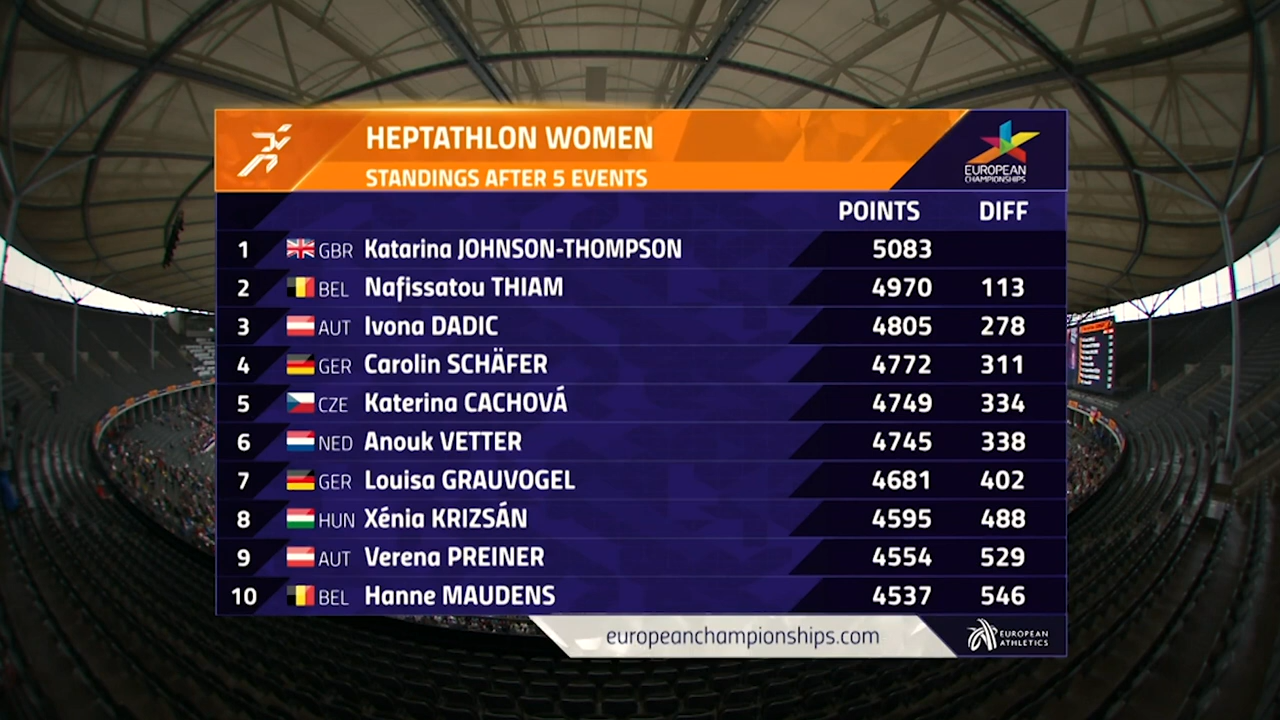 HEPTATHLON WOMEN
STANDINGS AFTER 5 EVENTS
EUROPEAN
CHAMPIONSHIPS
POINTS DIFF
1 GBR Katarina JOHNSON-THOMPSON 5083
2 BEL Nafissatou THIAM 4970 113
3 AUT Ivona DADIC 4805 278
4 GER Carolin SCHÄFER 4772 311
5 CZE Katerina CACHOVÁ 4749 334
6 NED Anouk VETTER 4745 338
7 GER Louisa GRAUVOGEL 4681 402
8 HUN Xénia KRIZSÁN 4595 488
9 AUT Verena PREINER 4554 529
10 BEL Hanne MAUDENS 4537 546
europeanchampionships.com
EUROPEAN
ATHLETICS